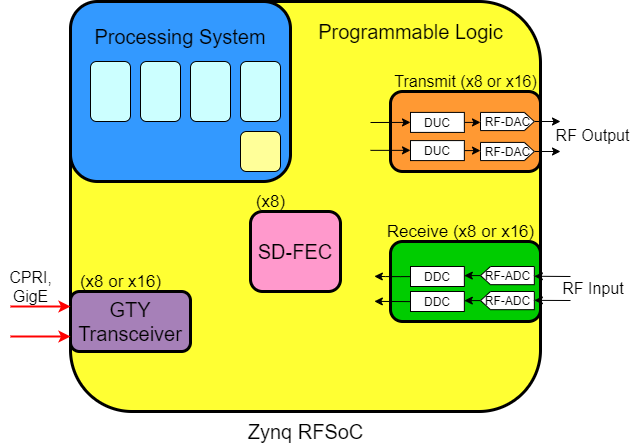 Processing System
Programmable Logic
Transmit (x8 or x16)
DUC
RF-DAC
DUC
RF-DAC
RF Output
(x8)
SD-FEC
Receive (x8 or x16)
DDC
RF-ADC
DDC
RF-ADC
RF Input
CPRI,
GigE
(x8 or x16)
GTY
Transceiver
Zynq RFSoC